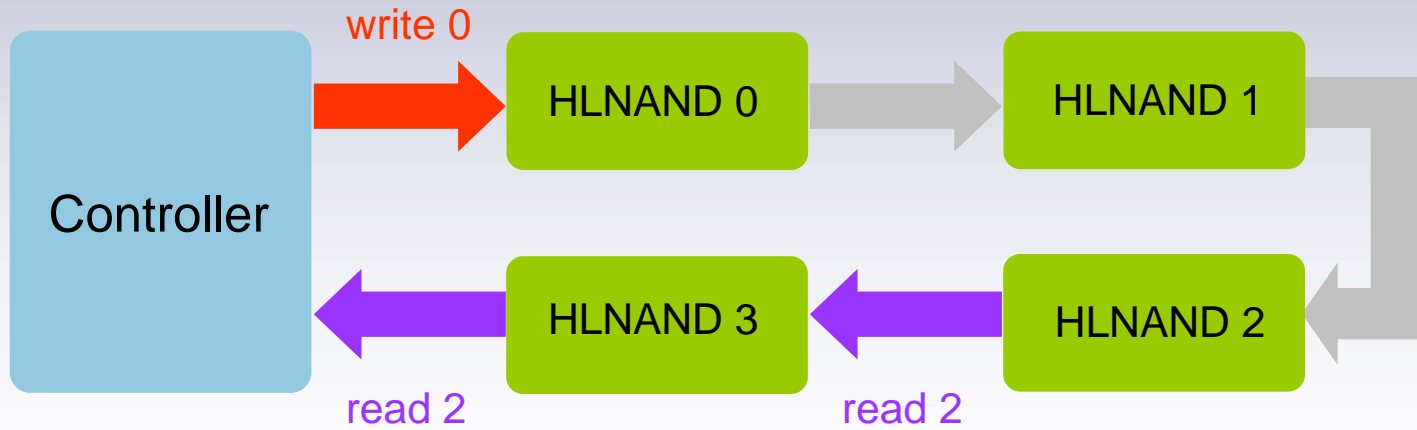 write 0
HLNAND 0
HLNAND 1
Controller
HLNAND 3
HLNAND 2
read 2
read 2